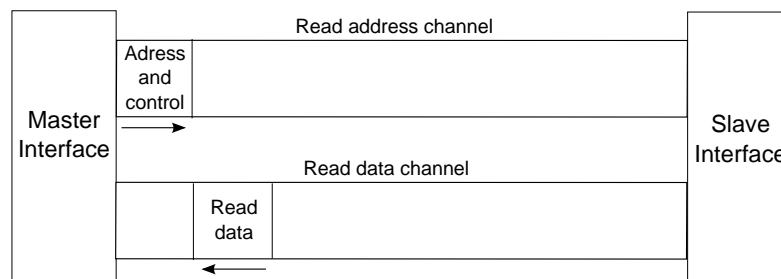 Read address channel
Adress
and
control
Master
Interface
Slave
Interface
Read data channel
Read
data